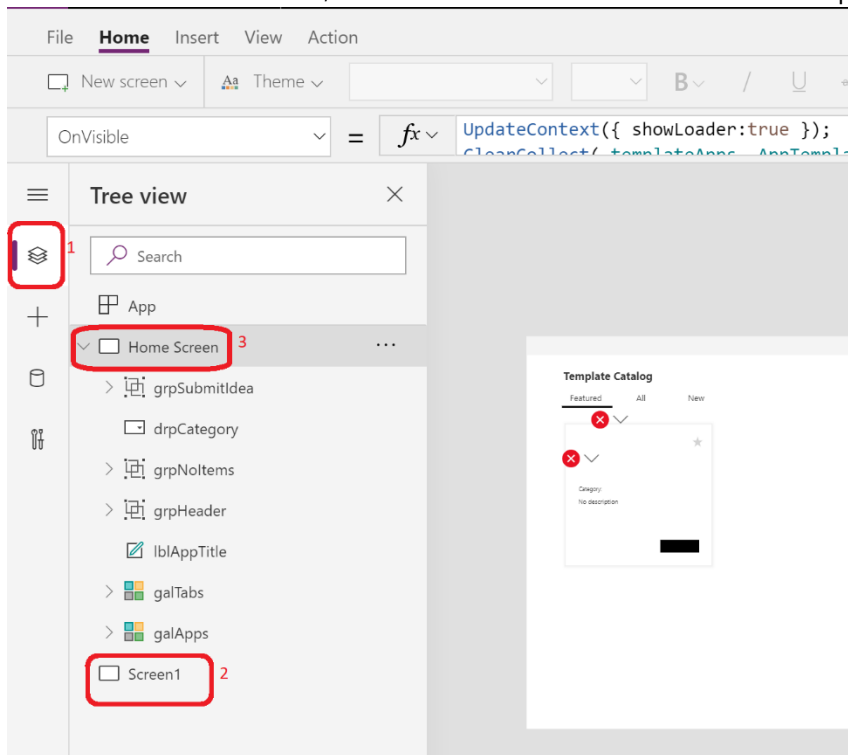 File Home Insert View Action
New screen Aa Theme B / U
OnVisible = fx UpdateContext({ showLoader:true });
Tree view
1
Search
App
Home Screen 3 ...
grpSubmitIdea
drpCategory
grpNoItems
grpHeader
lblAppTitle
galTabs
galApps
Screen1 2
Template Catalog
Featured All New
Category
No description